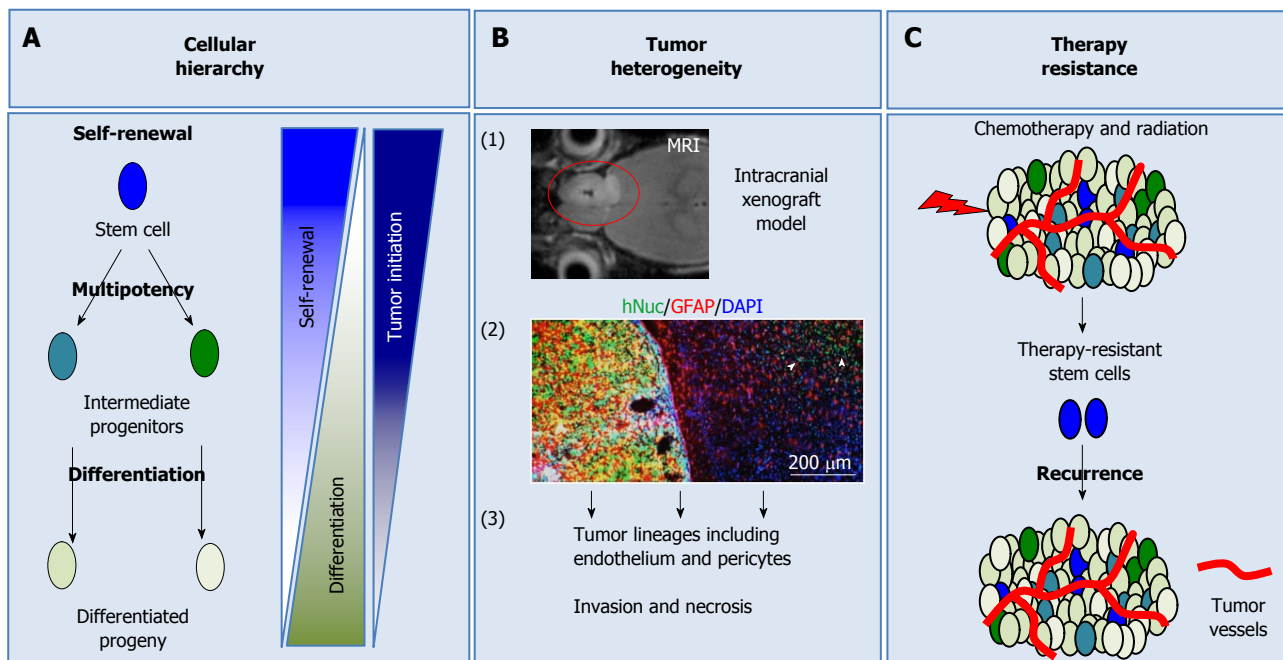 A
Cellular
hierarchy
Self-renewal
Stem cell
Multipotency
Intermediate
progenitors
Differentiation
Differentiated
progeny
Self-renewal
Differentiation
Tumor initiation
B
Tumor
heterogeneity
(1)
MRI
Intracranial
xenograft
model
hNuc/GFAP/DAPI
(2)
200 μm
(3)
Tumor lineages including
endothelium and pericytes
Invasion and necrosis
C
Therapy
resistance
Chemotherapy and radiation
Therapy-resistant
stem cells
Recurrence
Tumor
vessels